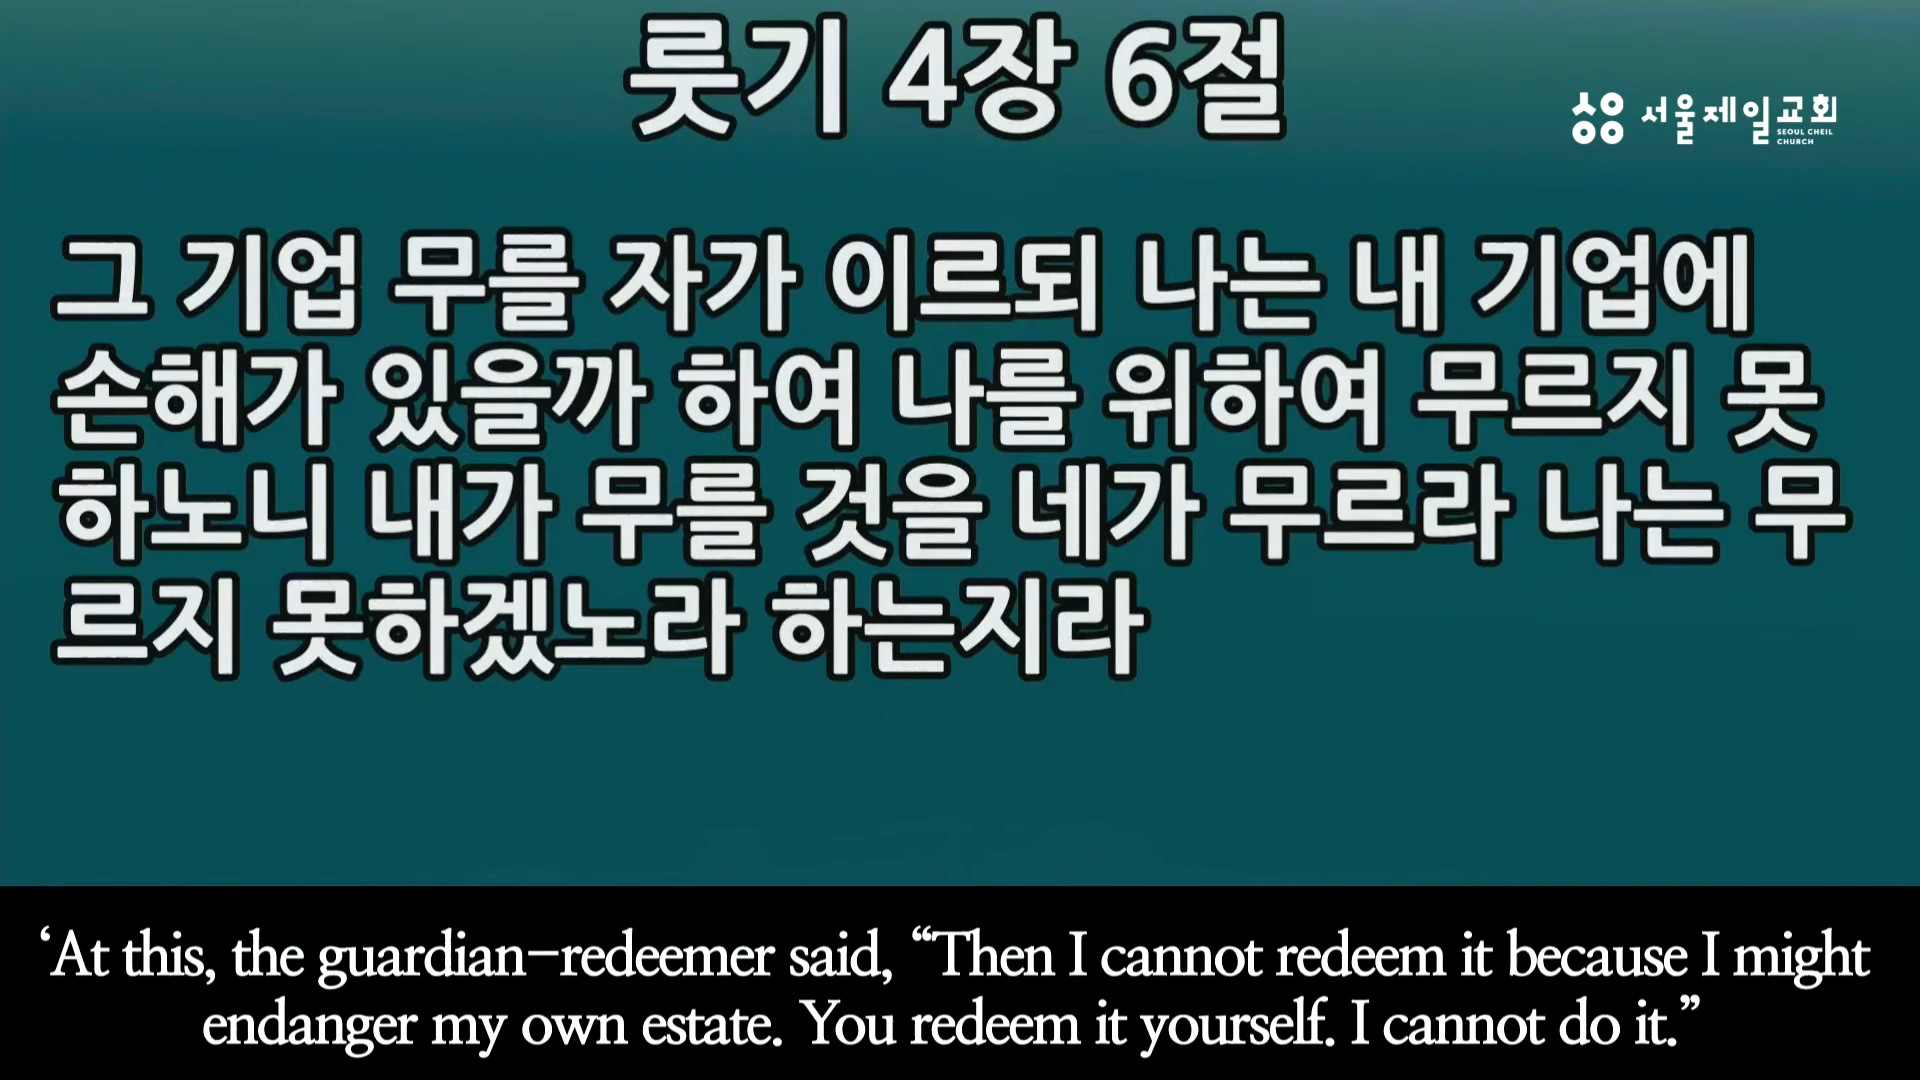 룻기 4장 6절
서울제일교회
SEOUL CHEIL
CHURCH
그 기업 무를 자가 이르되 나는 내 기업에
손해가 있을까 하여 나를 위하여 무르지 못
하노니 내가 무를 것을 네가 무르라 나는 무
르지 못하겠노라 하는지라
‘At this, the guardian-redeemer said, “Then I cannot redeem it because I might
endanger my own estate. You redeem it yourself. I cannot do it.”